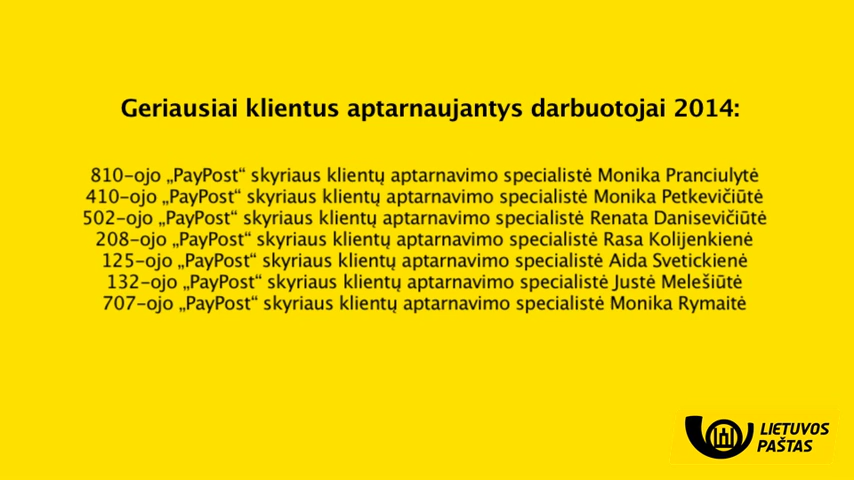 Geriausiai klientus aptarnaujantys darbuotojai 2014:
810-ojo „PayPost“ skyriaus klientų aptarnavimo specialistė Monika Pranciulytė
410-ojo „PayPost“ skyriaus klientų aptarnavimo specialistė Monika Petkevičiūtė
502-ojo „PayPost“ skyriaus klientų aptarnavimo specialistė Renata Danisevičiūtė
208-ojo „PayPost“ skyriaus klientų aptarnavimo specialistė Rasa Kolijenkienė
125-ojo „PayPost“ skyriaus klientų aptarnavimo specialistė Aida Svetickienė
132-ojo „PayPost“ skyriaus klientų aptarnavimo specialistė Justė Melešiūtė
707-ojo „PayPost“ skyriaus klientų aptarnavimo specialistė Monika Rymaitė
LIETUVOS
PAŠTAS